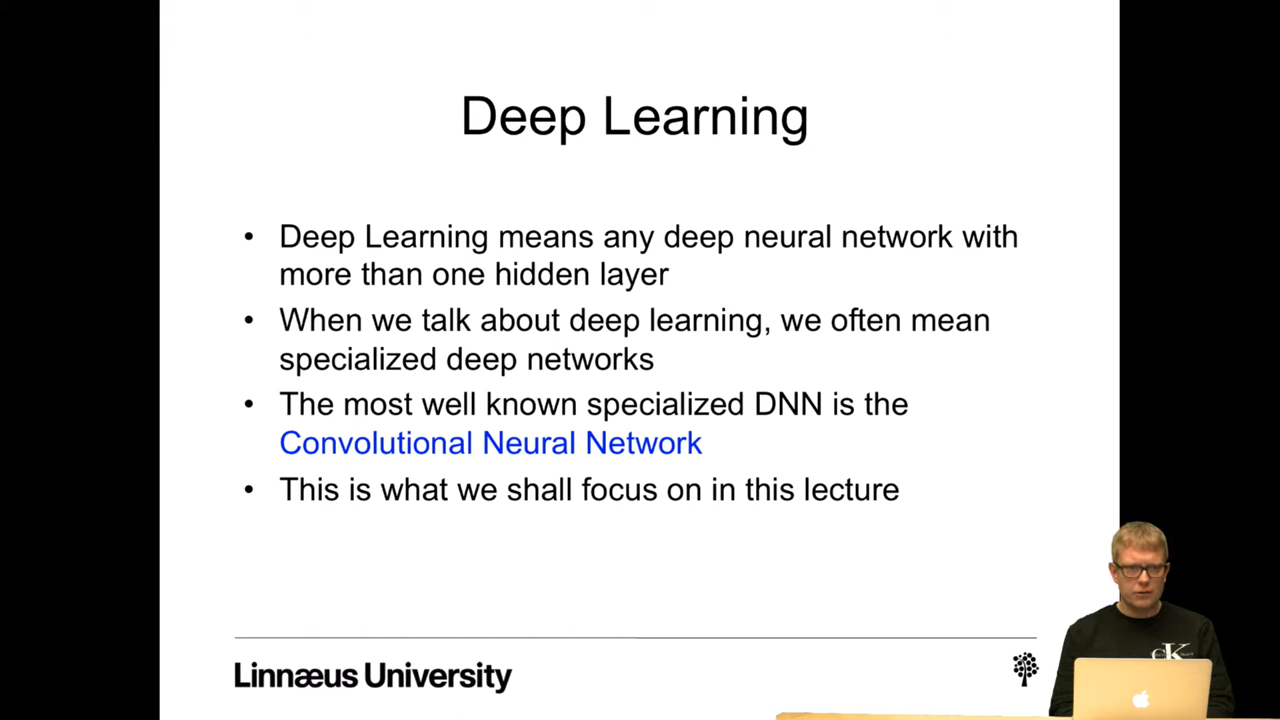 Deep Learning
• Deep Learning means any deep neural network with
more than one hidden layer
• When we talk about deep learning, we often mean
specialized deep networks
• The most well known specialized DNN is the
Convolutional Neural Network
• This is what we shall focus on in this lecture
Linnæus University
CK